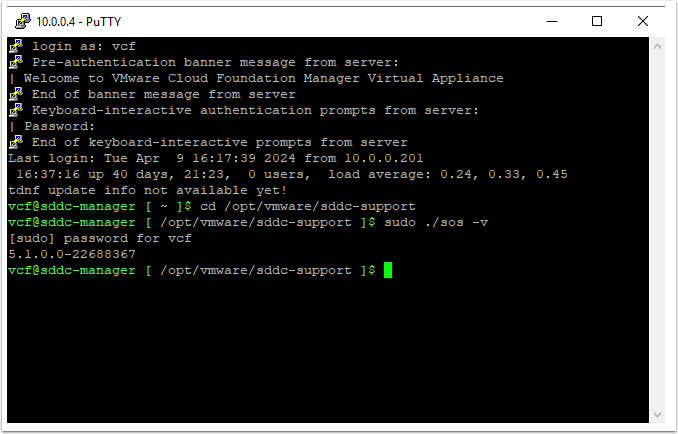 10.0.0.4 - PuTTY
login as: vcf
Pre-authentication banner message from server:
| Welcome to VMware Cloud Foundation Manager Virtual Appliance
End of banner message from server
Keyboard-interactive authentication prompts from server:
| Password:
End of keyboard-interactive prompts from server
Last login: Tue Apr  9 16:17:39 2024 from 10.0.0.201
 16:37:16 up 40 days, 21:23,  0 users,  load average: 0.24, 0.33, 0.45
tdnf update info not available yet!
vcf@sddc-manager [ ~ ]$ cd /opt/vmware/sddc-support
vcf@sddc-manager [ /opt/vmware/sddc-support ]$ sudo ./sos -v
[sudo] password for vcf
5.1.0.0-22688367
vcf@sddc-manager [ /opt/vmware/sddc-support ]$